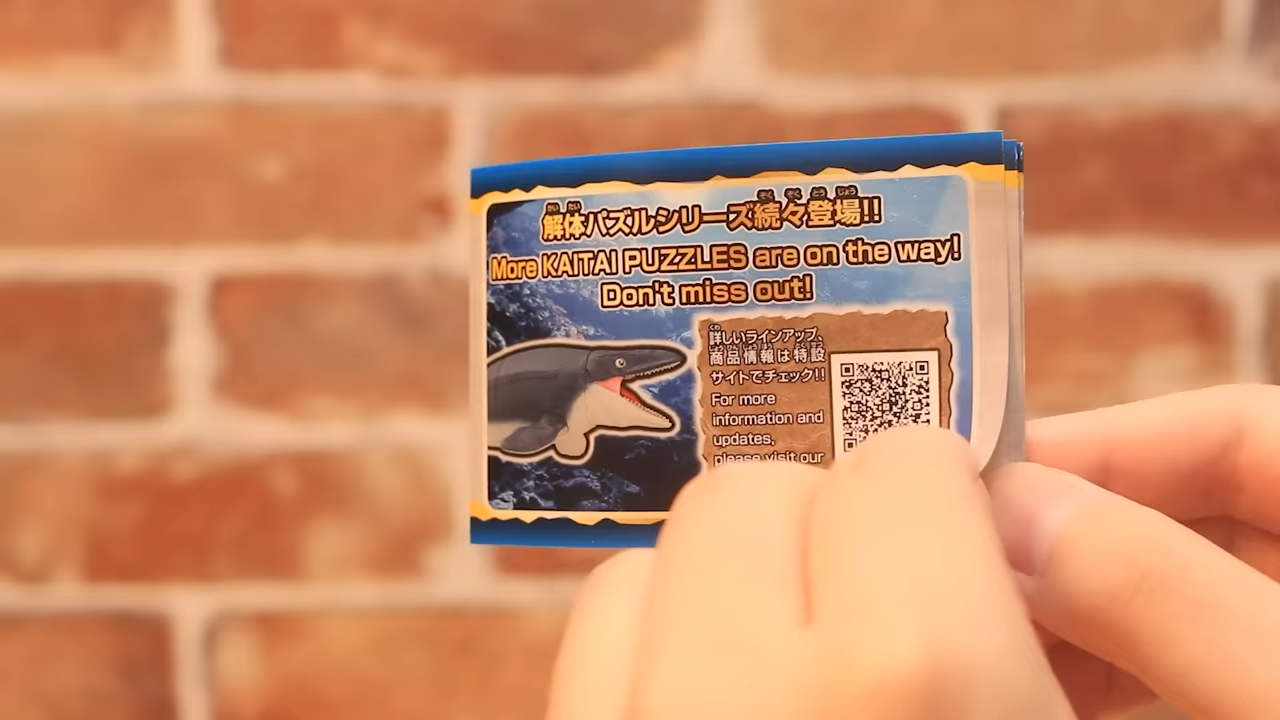 解体パズルシリーズ続々登場!!
More KAITAI PUZZLES are on the way!
Don't miss out!
詳しいラインアップ、
商品情報は特設
サイトでチェック!!
For more
information and
updates,
please visit our